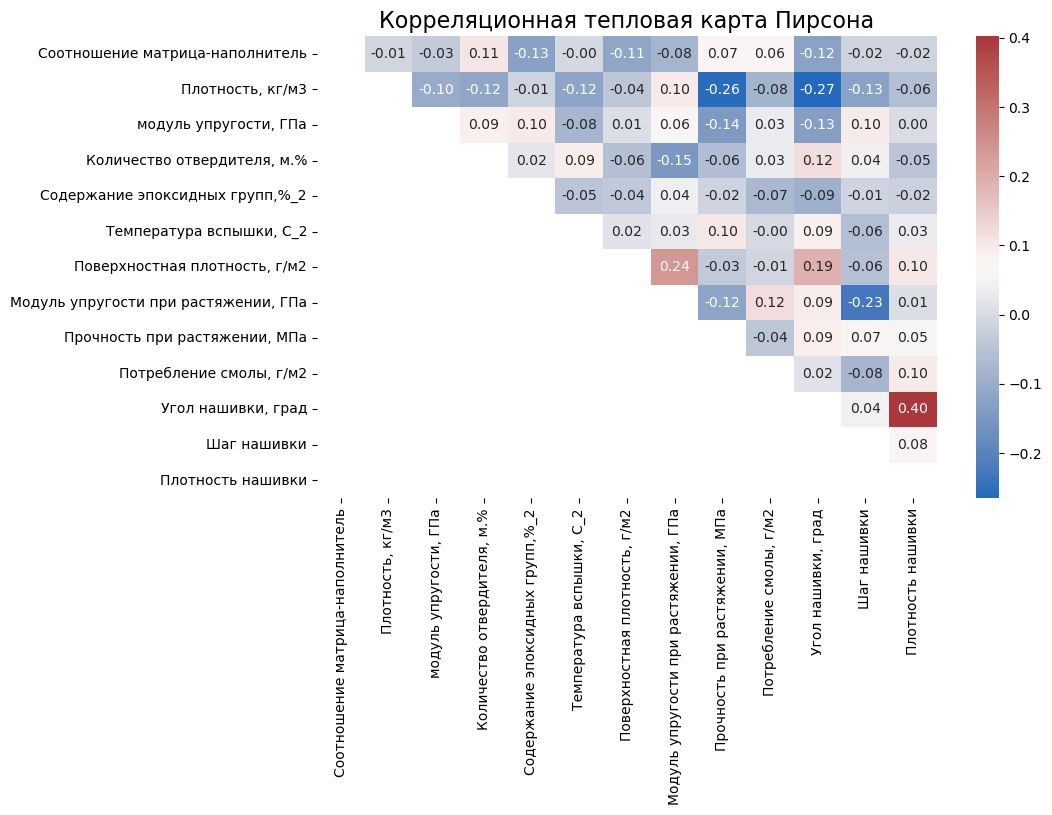 Корреляционная тепловая карта Пирсона
Соотношение матрица-наполнитель -0.01 -0.03 0.11 -0.13 -0.00 -0.11 -0.08 0.07 0.06 -0.12 -0.02 -0.02
Плотность, кг/м3 -0.10 -0.12 -0.01 -0.12 -0.04 0.10 -0.26 -0.08 -0.27 -0.13 -0.06
модуль упругости, ГПа 0.09 0.10 -0.08 0.01 0.06 -0.14 0.03 -0.13 0.10 0.00
Количество отвердителя, м.% 0.02 0.09 -0.06 -0.15 -0.06 0.03 0.12 0.04 -0.05
Содержание эпоксидных групп,%_2 -0.05 -0.04 0.04 -0.02 -0.07 -0.09 -0.01 -0.02
Температура вспышки, С_2 0.02 0.03 0.10 -0.00 0.09 -0.06 0.03
Поверхностная плотность, г/м2 0.24 -0.03 -0.01 0.19 -0.06 0.10
Модуль упругости при растяжении, ГПа -0.12 0.12 0.09 -0.23 0.01
Прочность при растяжении, МПа -0.04 0.09 0.07 0.05
Потребление смолы, г/м2 0.02 -0.08 0.10
Угол нашивки, град 0.04 0.40
Шаг нашивки 0.08
Плотность нашивки
Соотношение матрица-наполнитель
Плотность, кг/м3
модуль упругости, ГПа
Количество отвердителя, м.%
Содержание эпоксидных групп,%_2
Температура вспышки, С_2
Поверхностная плотность, г/м2
Модуль упругости при растяжении, ГПа
Прочность при растяжении, МПа
Потребление смолы, г/м2
Угол нашивки, град
Шаг нашивки
Плотность нашивки
0.4
0.3
0.2
0.1
0.0
−0.1
−0.2